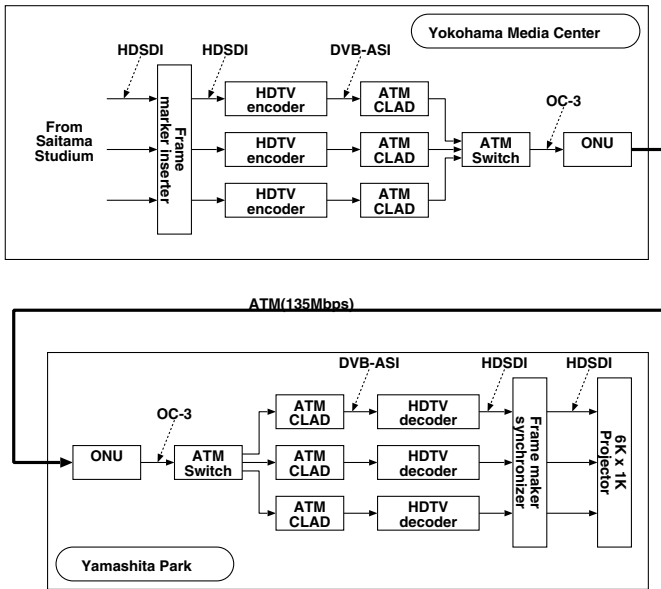 Yokohama Media Center
HDSDI
HDSDI
DVB-ASI
OC-3
From
Saitama
Studium
Frame
marker inserter
HDTV
encoder
ATM
CLAD
HDTV
encoder
ATM
CLAD
HDTV
encoder
ATM
CLAD
ATM
Switch
ONU
ATM(135Mbps)
DVB-ASI
HDSDI
HDSDI
OC-3
ONU
ATM
Switch
ATM
CLAD
HDTV
decoder
ATM
CLAD
HDTV
decoder
ATM
CLAD
HDTV
decoder
Frame maker
synchronizer
6K x 1K
Projector
Yamashita Park